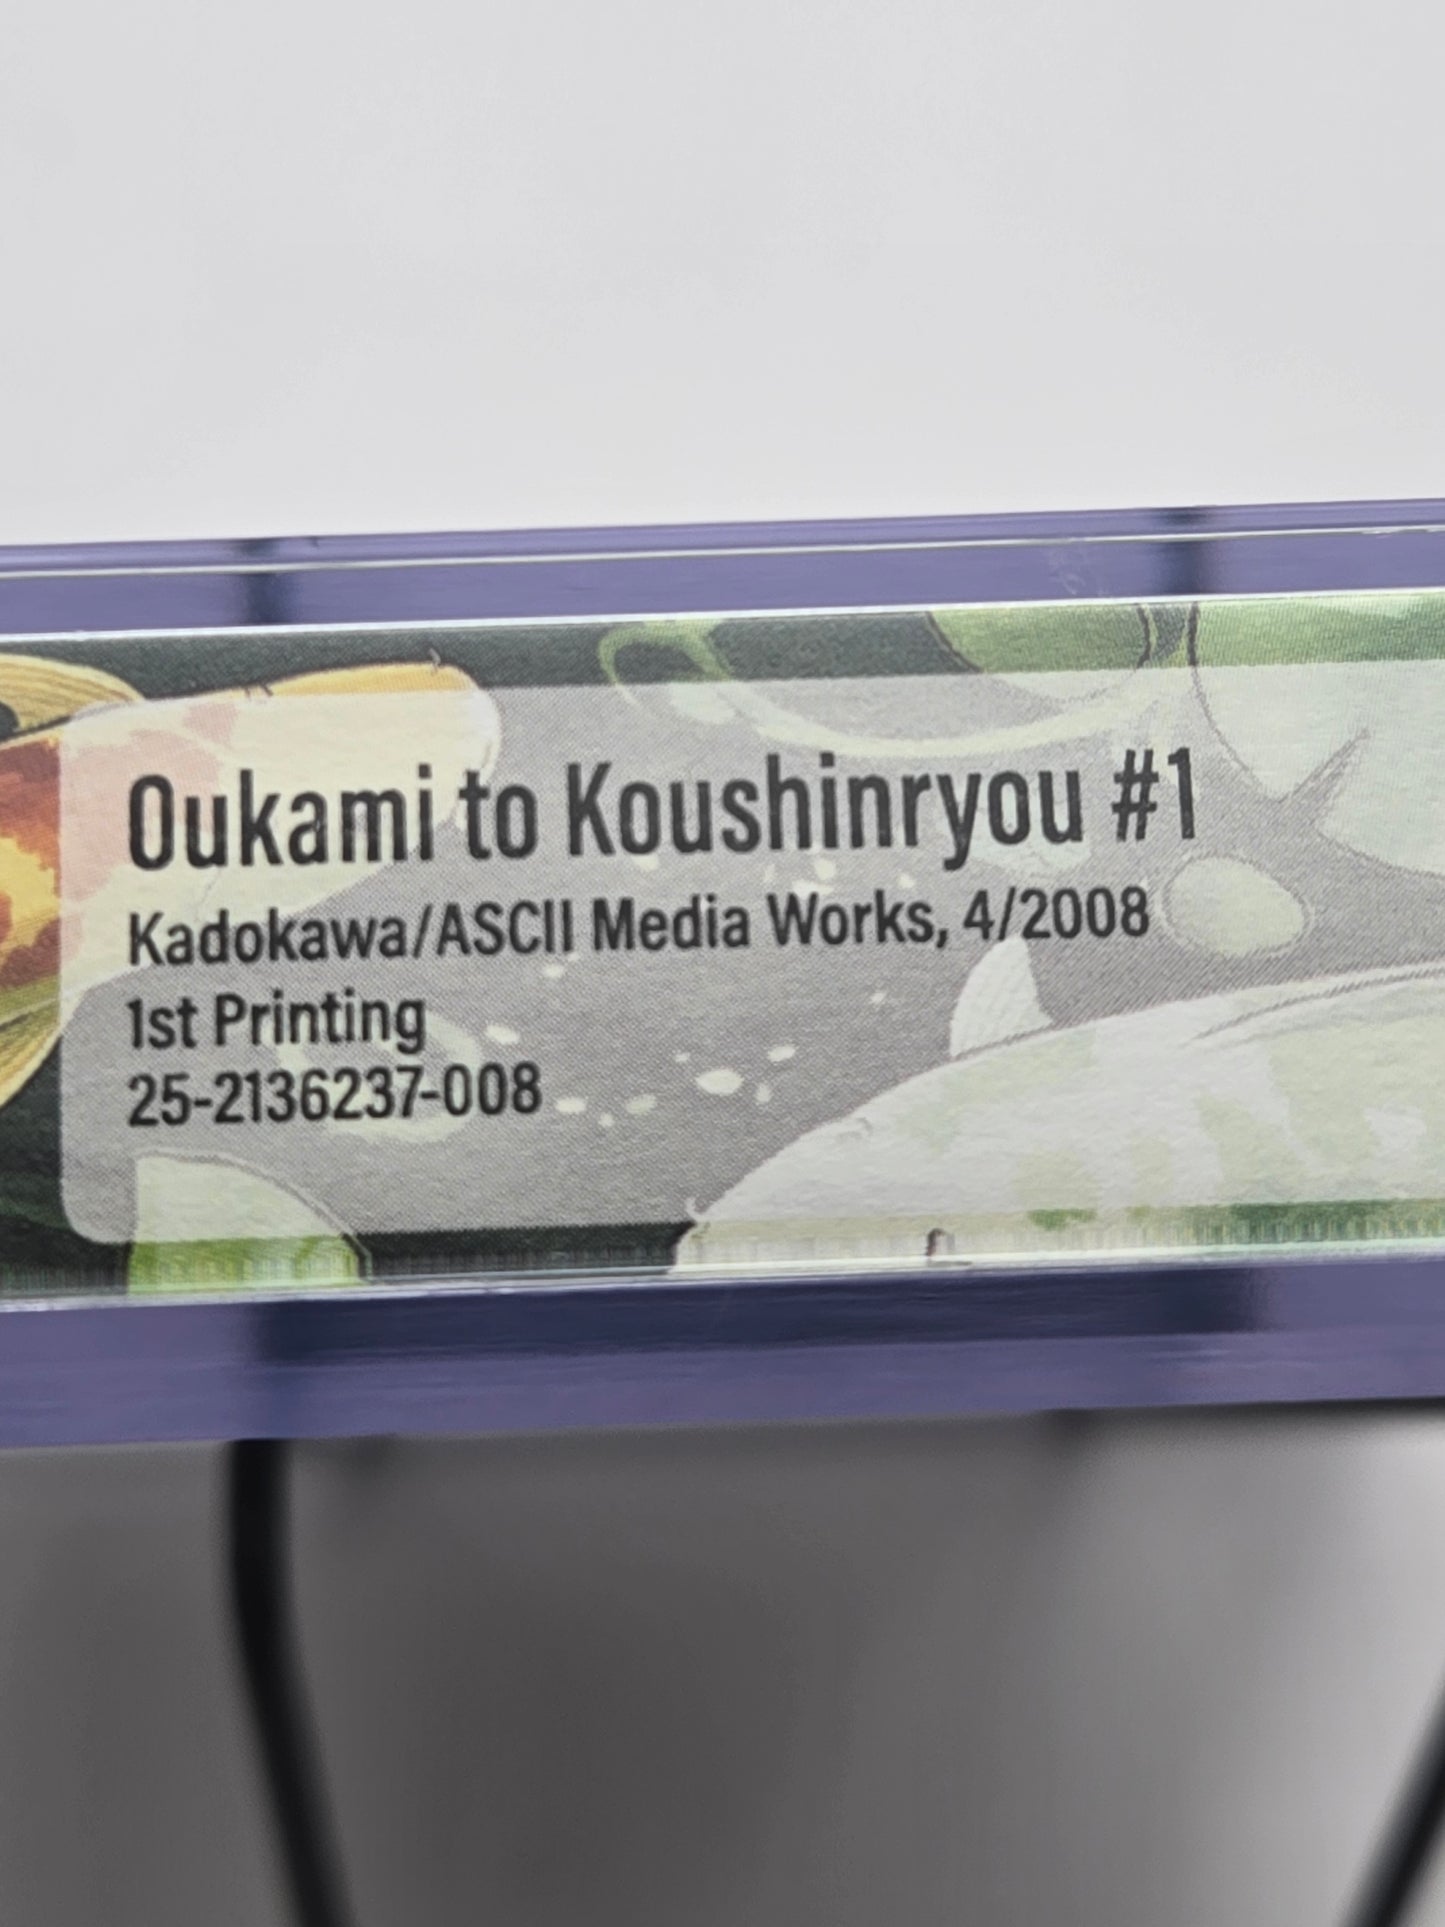 Oukami to Koushinryou #1
Kadokawa/ASCII Media Works, 4/2008
1st Printing
25-2136237-008